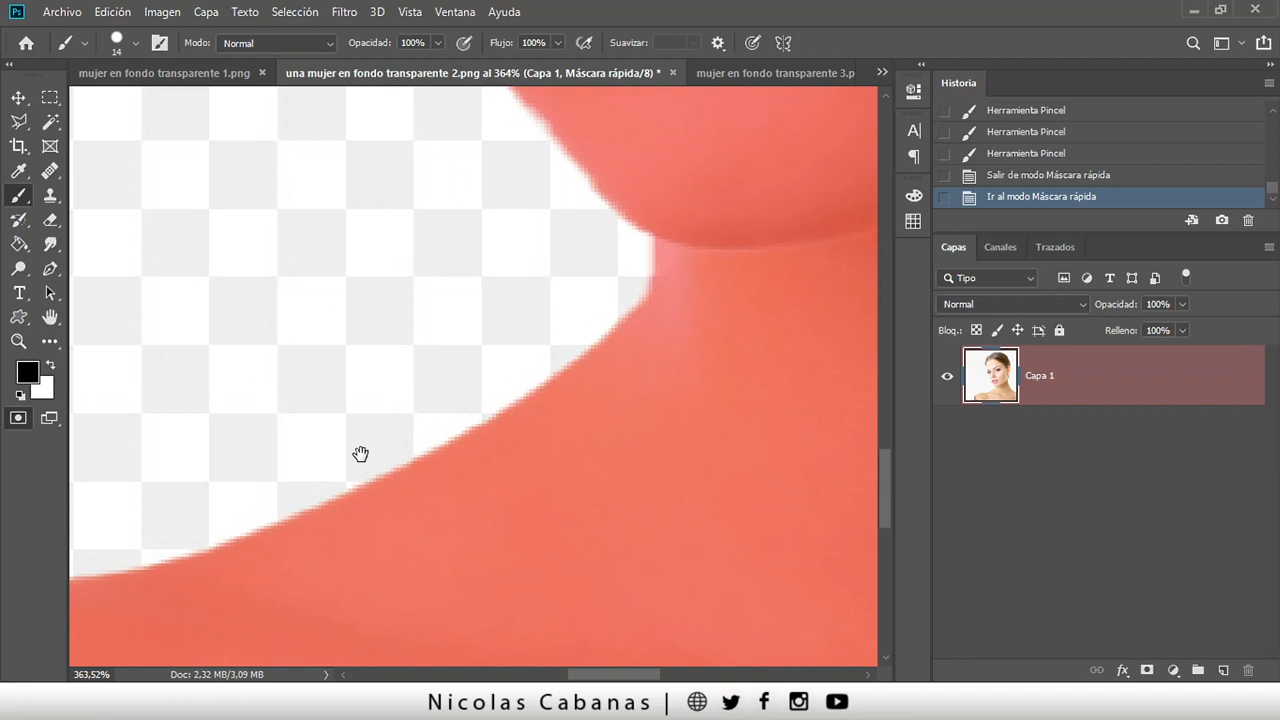 Ps Archivo Edición Imagen Capa Texto Selección Filtro 3D Vista Ventana Ayuda
14 Modo: Normal Opacidad: 100% Flujo: 100% Suavizar:
mujer en fondo transparente 1.png × una mujer en fondo transparente 2.png al 364% (Capa 1, Máscara rápida/8) * × mujer en fondo transparente 3.p
Historia
Herramienta Pincel
Herramienta Pincel
Herramienta Pincel
Salir de modo Máscara rápida
Ir al modo Máscara rápida
Capas Canales Trazados
Tipo
Normal Opacidad: 100%
Bloq.: Relleno: 100%
Capa 1
363,52% Doc: 2,32 MB/3,09 MB
Nicolas Cabanas |